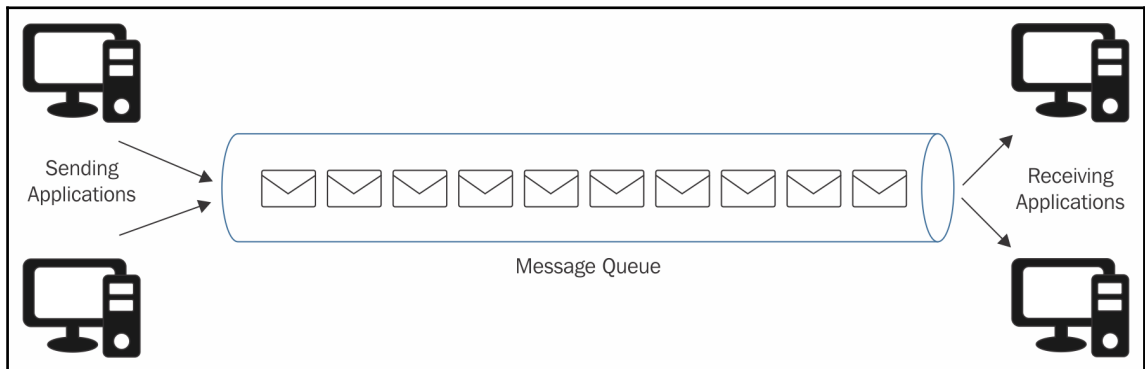 Sending
Applications
Receiving
Applications
Message Queue